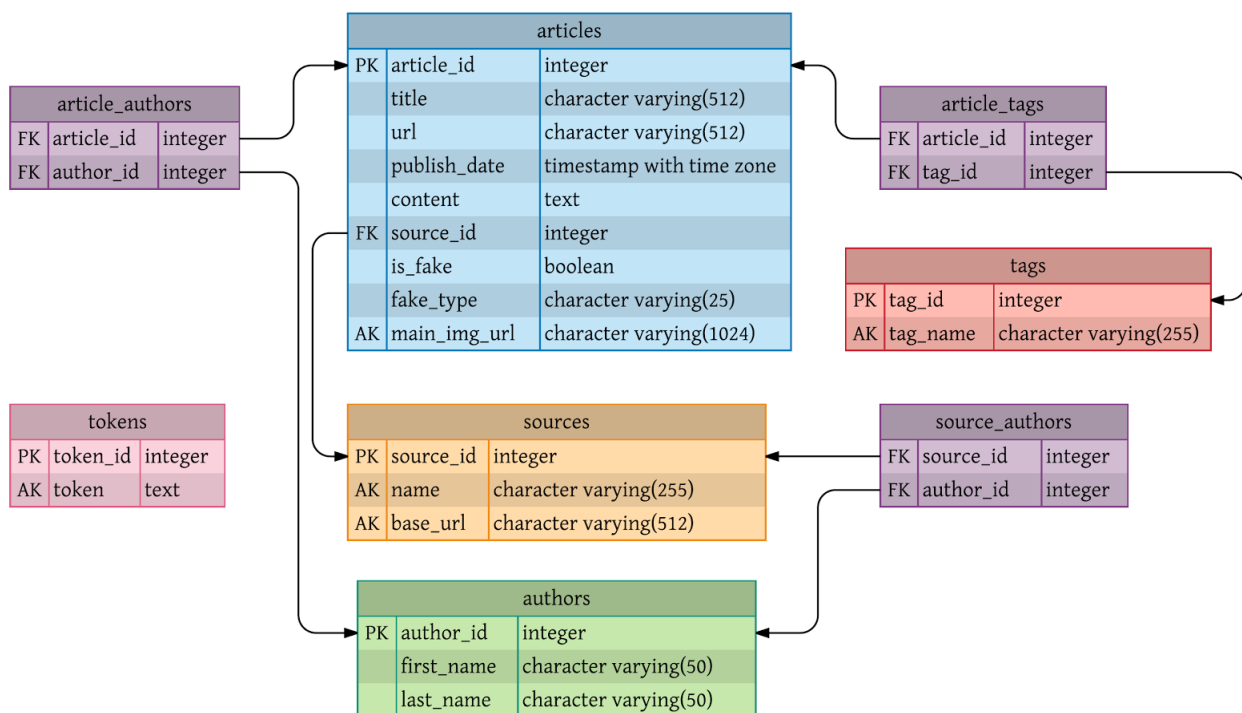 articles
PK article_id integer
title character varying(512)
url character varying(512)
publish_date timestamp with time zone
content text
FK source_id integer
is_fake boolean
fake_type character varying(25)
AK main_img_url character varying(1024)
article_authors
FK article_id integer
FK author_id integer
article_tags
FK article_id integer
FK tag_id integer
tags
PK tag_id integer
AK tag_name character varying(255)
tokens
PK token_id integer
AK token text
sources
PK source_id integer
AK name character varying(255)
AK base_url character varying(512)
source_authors
FK source_id integer
FK author_id integer
authors
PK author_id integer
first_name character varying(50)
last_name character varying(50)